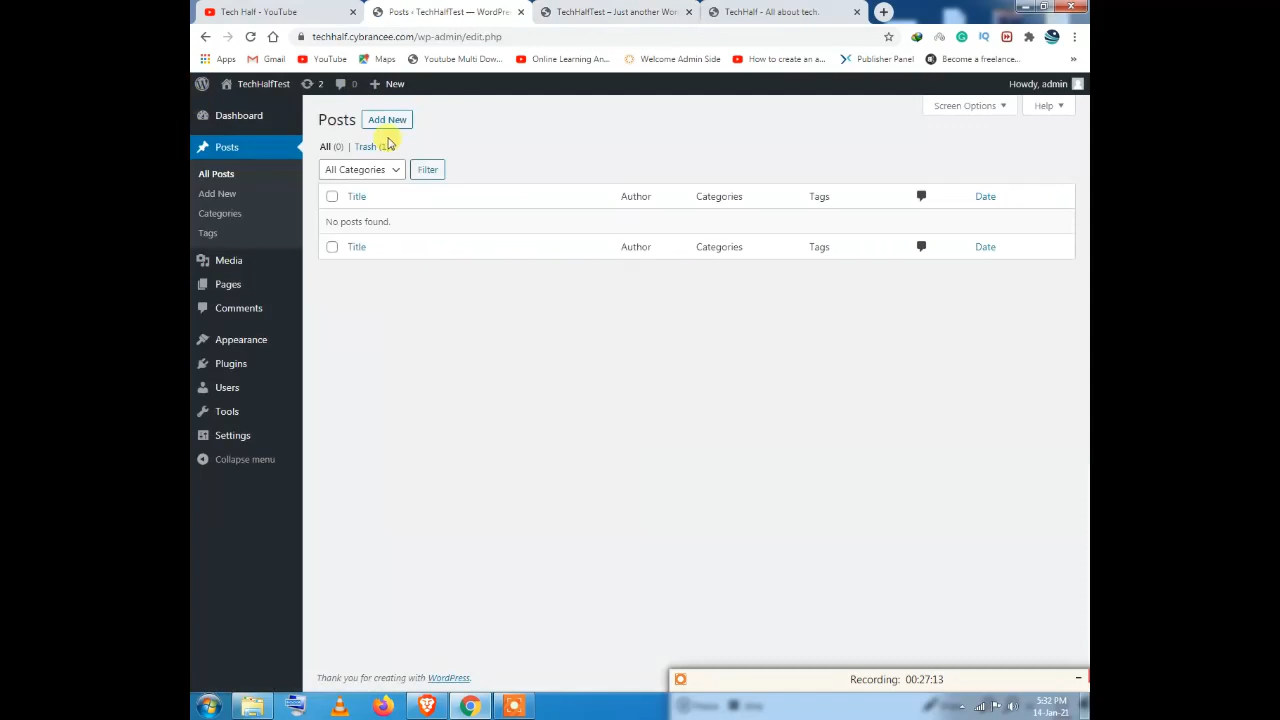 Tech Half - YouTube
Posts ‹ TechHalfTest — WordPre
TechHalfTest – Just another Wor
TechHalf - All about tech.
techhalf.cybrancee.com/wp-admin/edit.php
Apps
Gmail
YouTube
Maps
Youtube Multi Dow...
Online Learning An...
Welcome Admin Side
How to create an a...
Publisher Panel
Become a freelance...
»
TechHalfTest
2
0
New
Howdy, admin
Dashboard
Posts
All Posts
Add New
Categories
Tags
Media
Pages
Comments
Appearance
Plugins
Users
Tools
Settings
Collapse menu
Screen Options
Help
Posts
Add New
All (0) | Trash
All Categories
Filter
Title Author Categories Tags Date
No posts found.
Title Author Categories Tags Date
Thank you for creating with WordPress.
Recording: 00:27:13
5:32 PM
14-Jan-21